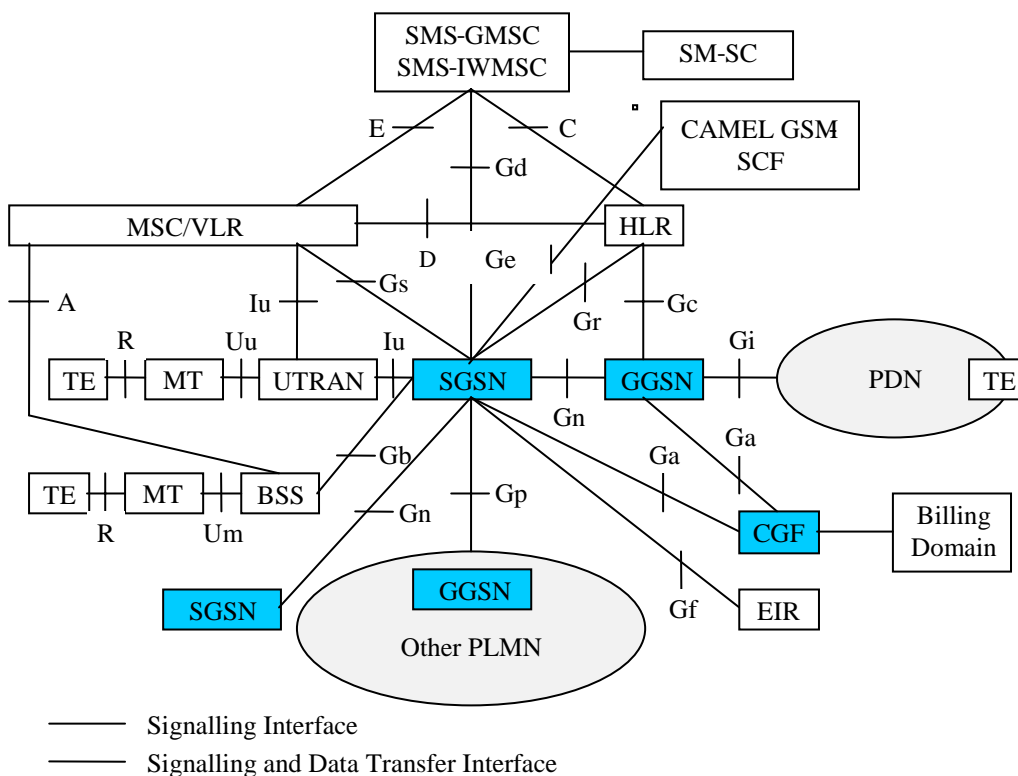 SMS-GMSC
SMS-IWMSC
SM-SC
CAMEL GSM-
SCF
E
C
Gd
MSC/VLR
HLR
D
Ge
A
Iu
Gs
Gr
Gc
R
Uu
Iu
Gi
TE
MT
UTRAN
SGSN
GGSN
PDN
TE
Gn
Gb
Ga
Ga
TE
MT
BSS
Gp
R
Um
Gn
CGF
Billing
Domain
SGSN
GGSN
Gf
EIR
Other PLMN
Signalling Interface
Signalling and Data Transfer Interface